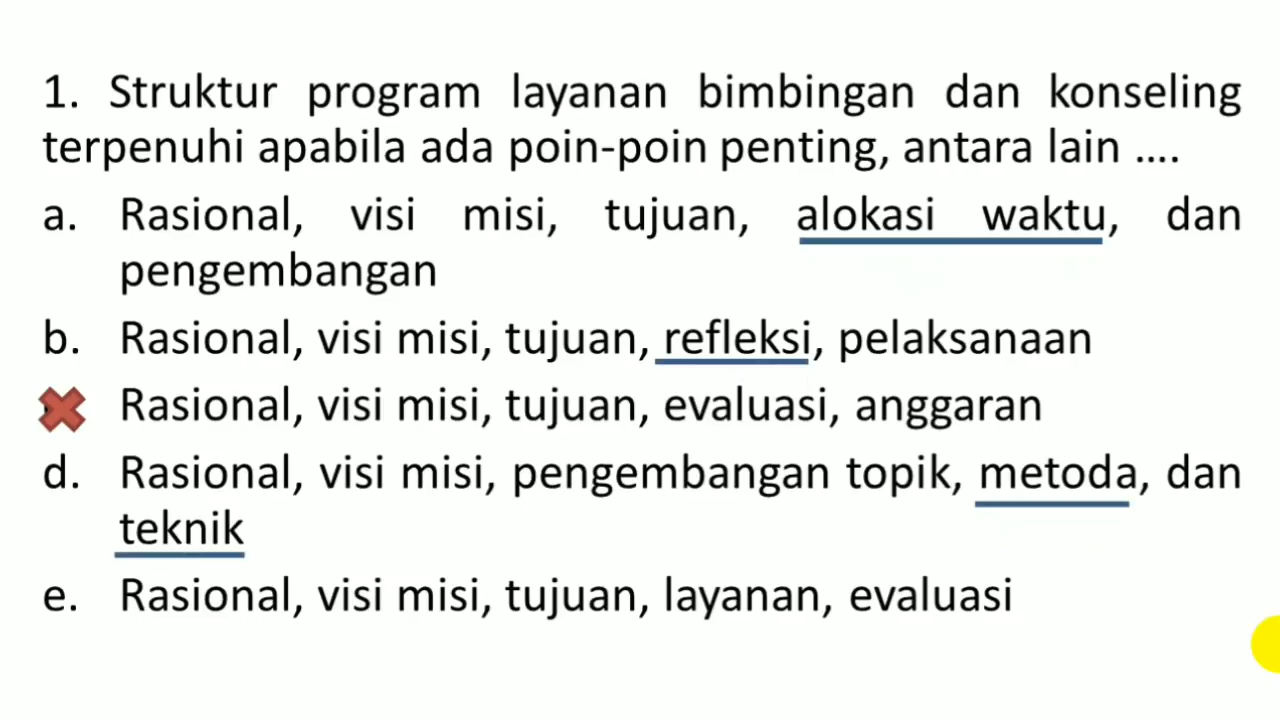 1. Struktur program layanan bimbingan dan konseling
terpenuhi apabila ada poin-poin penting, antara lain ....
a. Rasional, visi misi, tujuan, alokasi waktu, dan
pengembangan
b. Rasional, visi misi, tujuan, refleksi, pelaksanaan
Rasional, visi misi, tujuan, evaluasi, anggaran
d. Rasional, visi misi, pengembangan topik, metoda, dan
teknik
e. Rasional, visi misi, tujuan, layanan, evaluasi